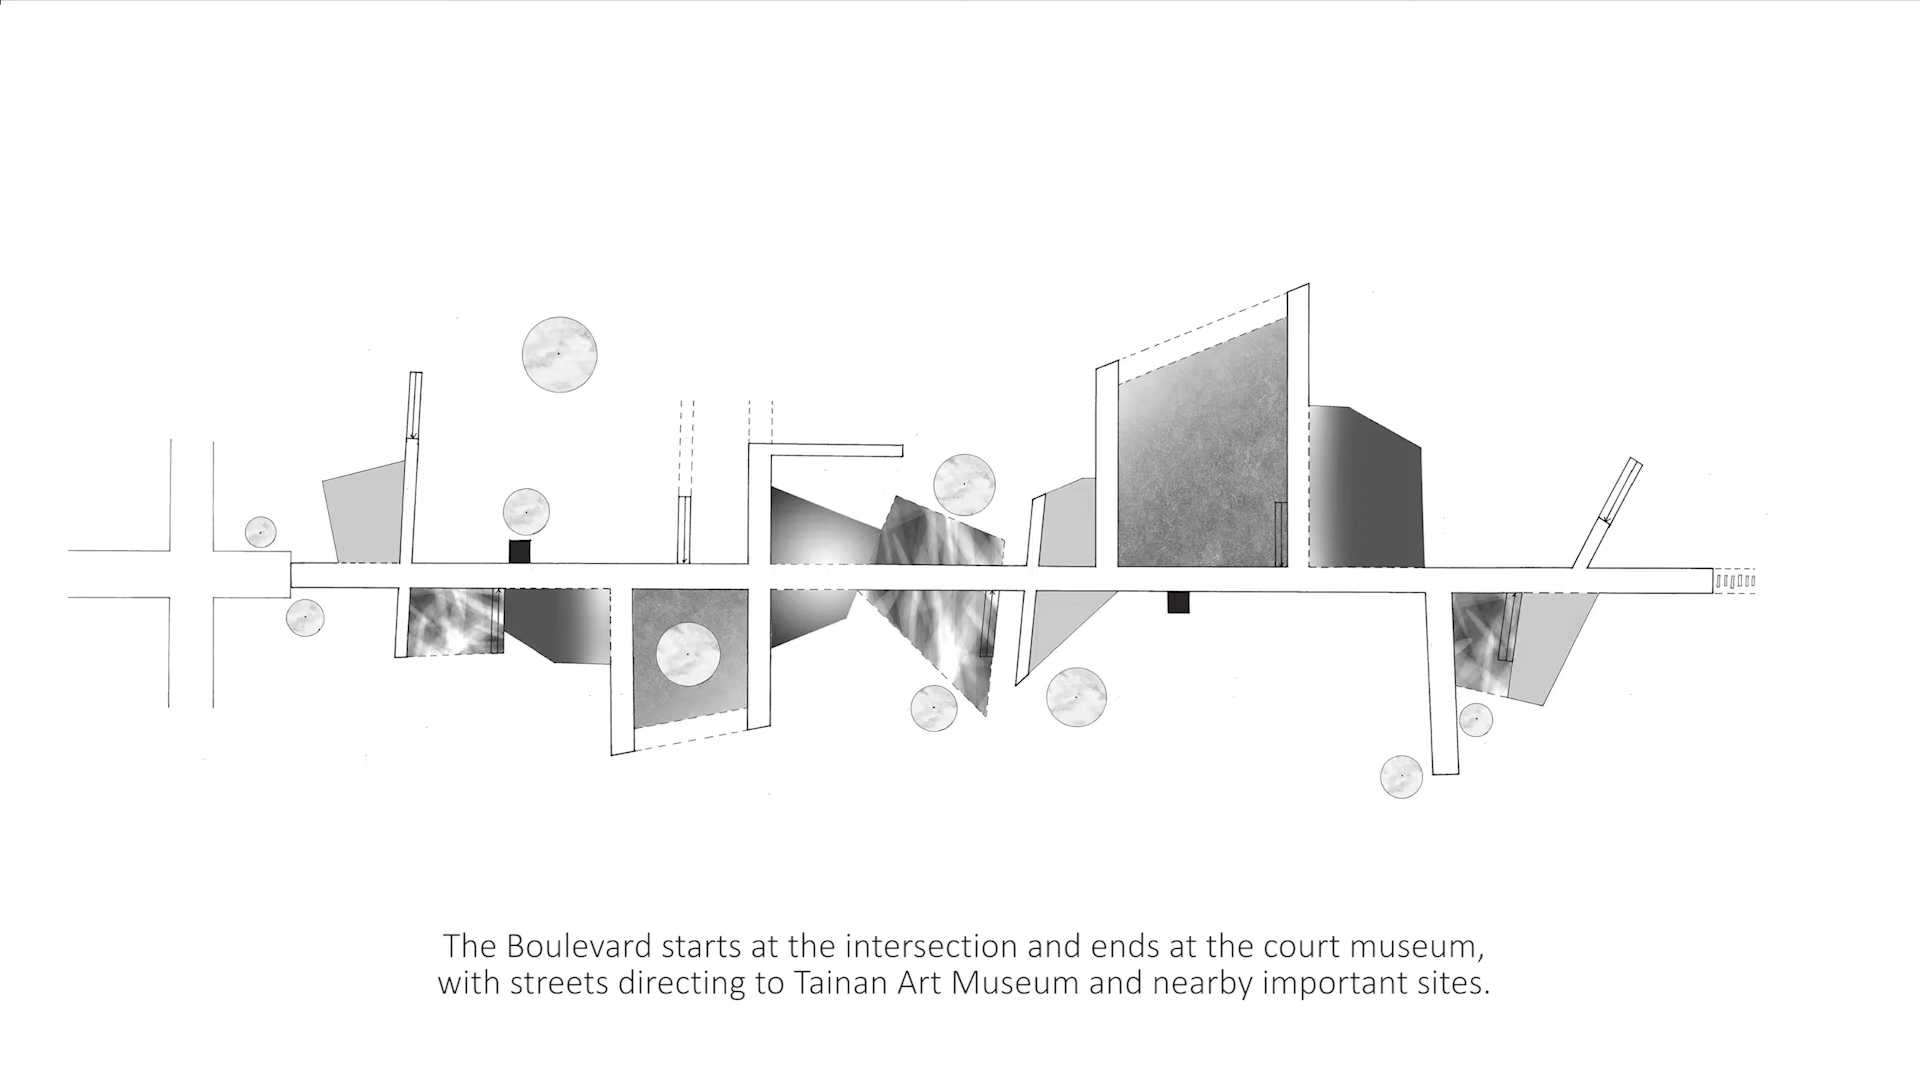 The Boulevard starts at the intersection and ends at the court museum,
with streets directing to Tainan Art Museum and nearby important sites.